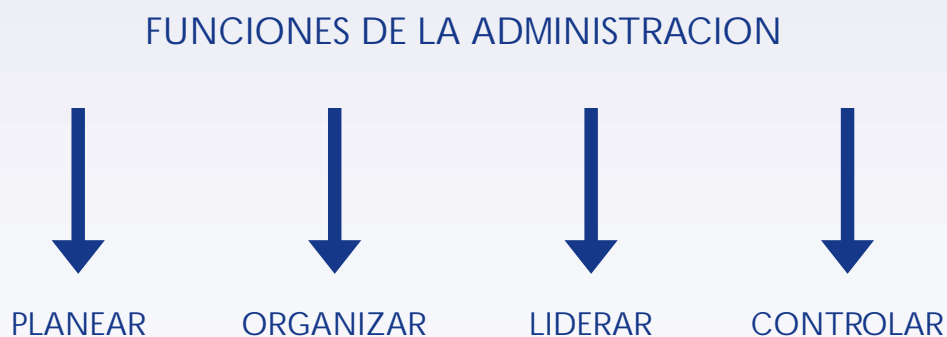 FUNCIONES DE LA ADMINISTRACION
PLANEAR ORGANIZAR LIDERAR CONTROLAR